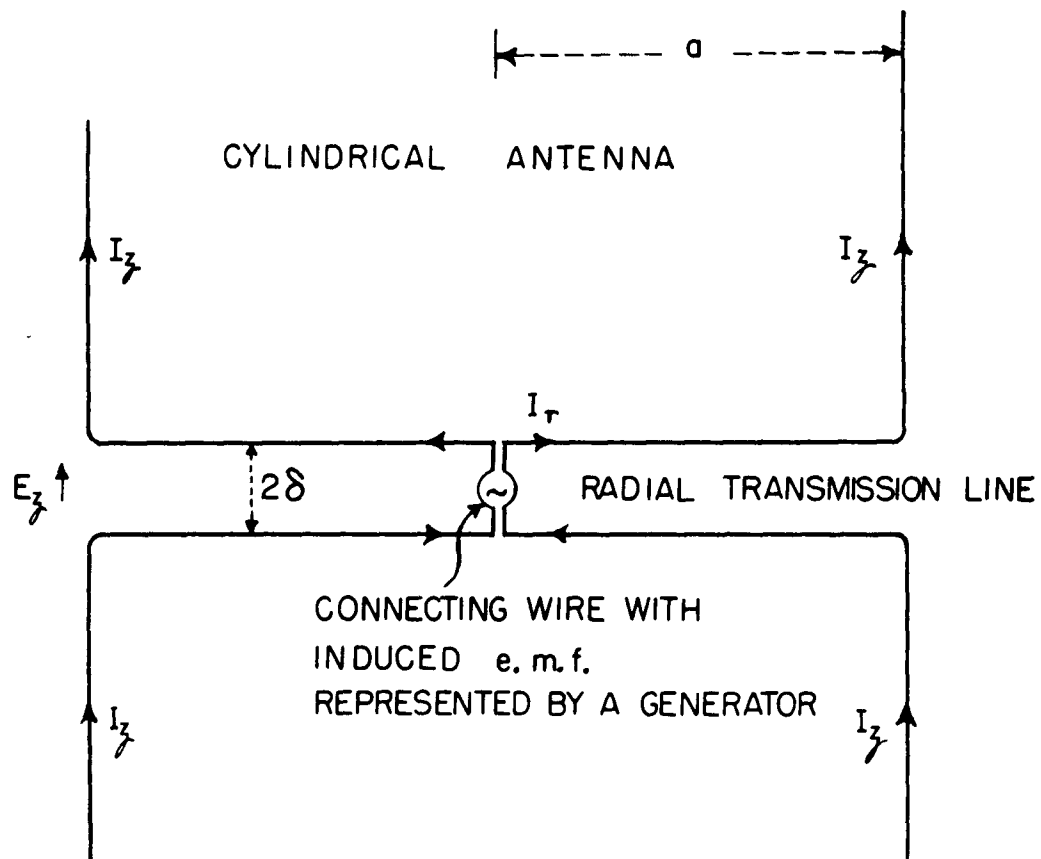 a
CYLINDRICAL ANTENNA
I_z
I_z
I_r
E_z
2δ
~
RADIAL TRANSMISSION LINE
CONNECTING WIRE WITH
INDUCED e.m.f.
REPRESENTED BY A GENERATOR
I_z
I_z